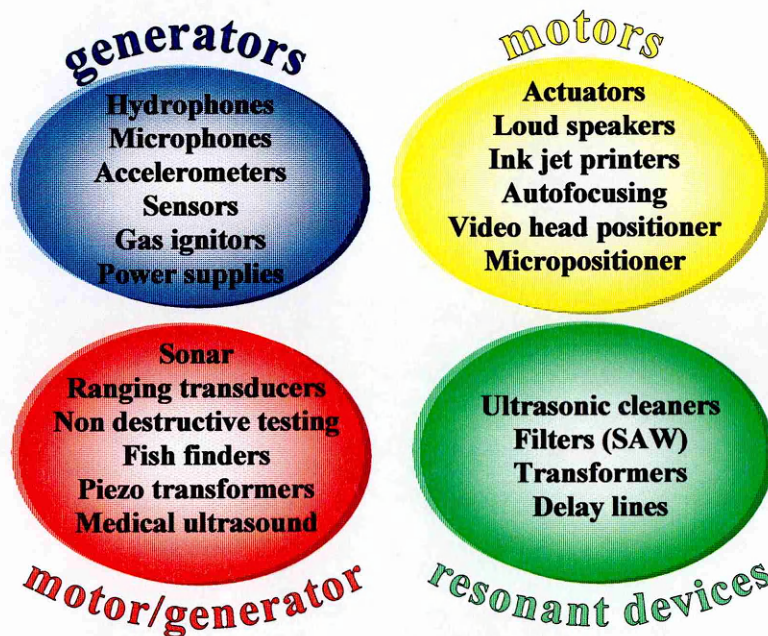 generators
Hydrophones
Microphones
Accelerometers
Sensors
Gas ignitors
Power supplies
motors
Actuators
Loud speakers
Ink jet printers
Autofocusing
Video head positioner
Micropositioner
Sonar
Ranging transducers
Non destructive testing
Fish finders
Piezo transformers
Medical ultrasound
motor/generator
Ultrasonic cleaners
Filters (SAW)
Transformers
Delay lines
resonant devices